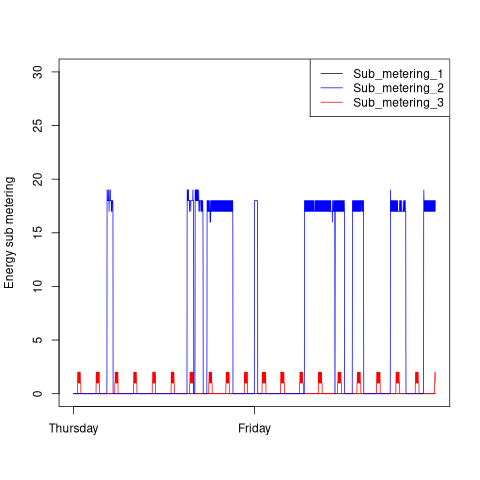 Sub_metering_1
Sub_metering_2
Sub_metering_3
Energy sub metering
30
25
20
15
10
5
0
Thursday
Friday